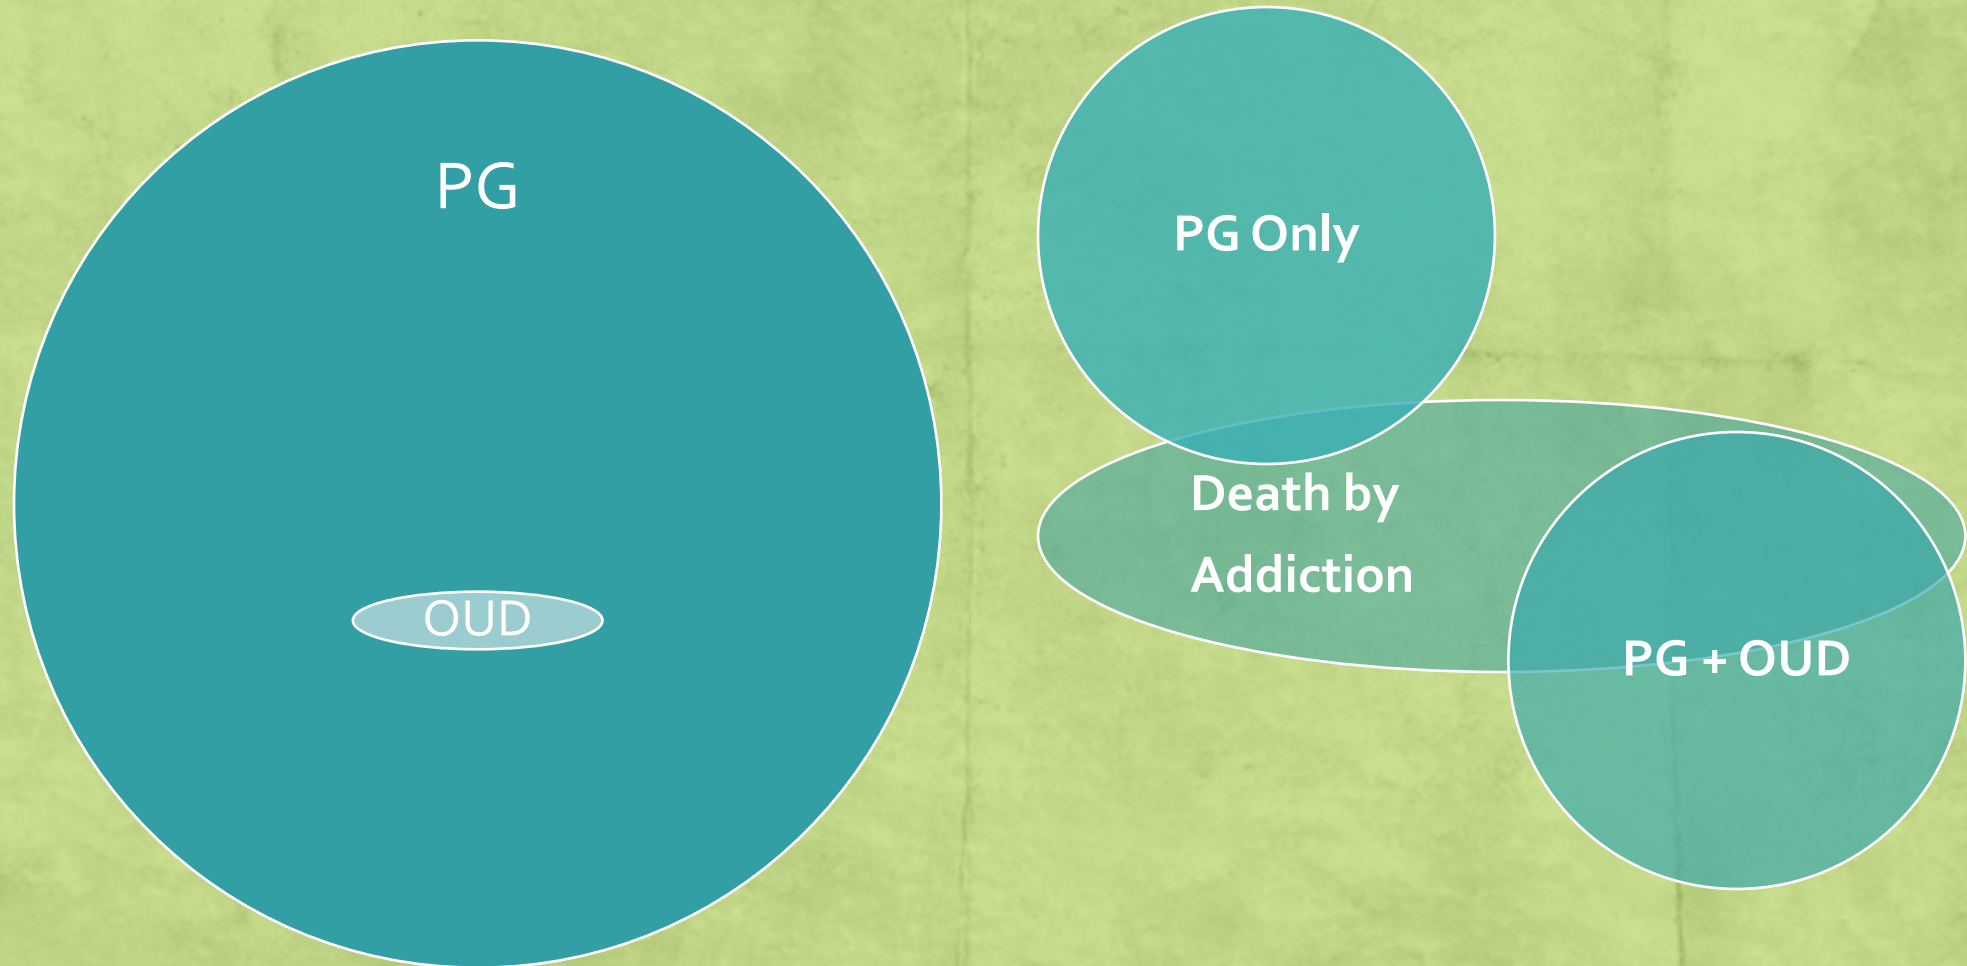 PG
OUD
PG Only
Death by
Addiction
PG + OUD